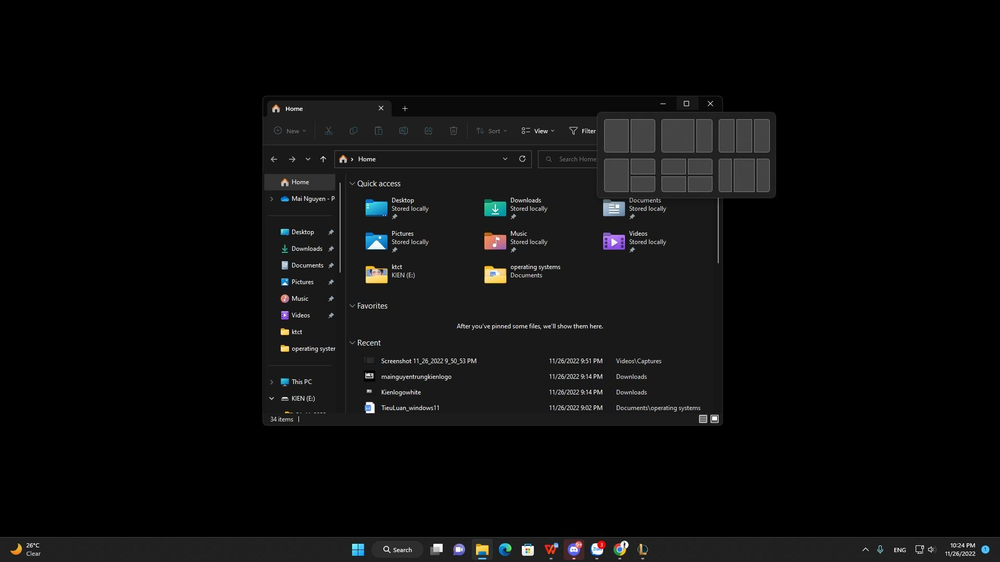 Home
New
Sort
View
Filter
Home
Search Home
Home
Mai Nguyen - P
Desktop
Downloads
Documents
Pictures
Music
Videos
ktct
operating syster
This PC
KIEN (E:)
Quick access
Desktop
Stored locally
Downloads
Stored locally
Documents
Stored locally
Pictures
Stored locally
Music
Stored locally
Videos
Stored locally
ktct
KIEN (E:)
operating systems
Documents
Favorites
After you've pinned some files, we'll show them here.
Recent
Screenshot 11_26_2022 9_50_53 PM 11/26/2022 9:51 PM Videos\Captures
mainguyentrungkienlogo 11/26/2022 9:14 PM Downloads
Kienlogowhite 11/26/2022 9:14 PM Downloads
TieuLuan_windows11 11/26/2022 9:02 PM Documents\operating systems
34 items
26°C
Clear
Search
9+
Zalo
3
ENG
10:24 PM
11/26/2022
1